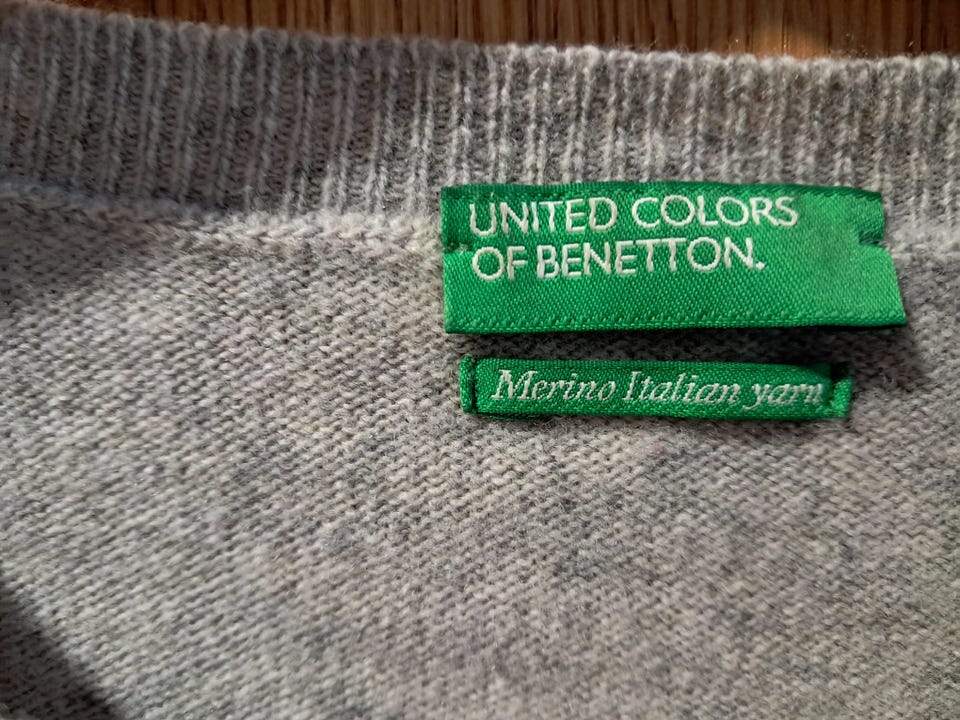 UNITED COLORS
OF BENETTON.
Merino Italian yarn